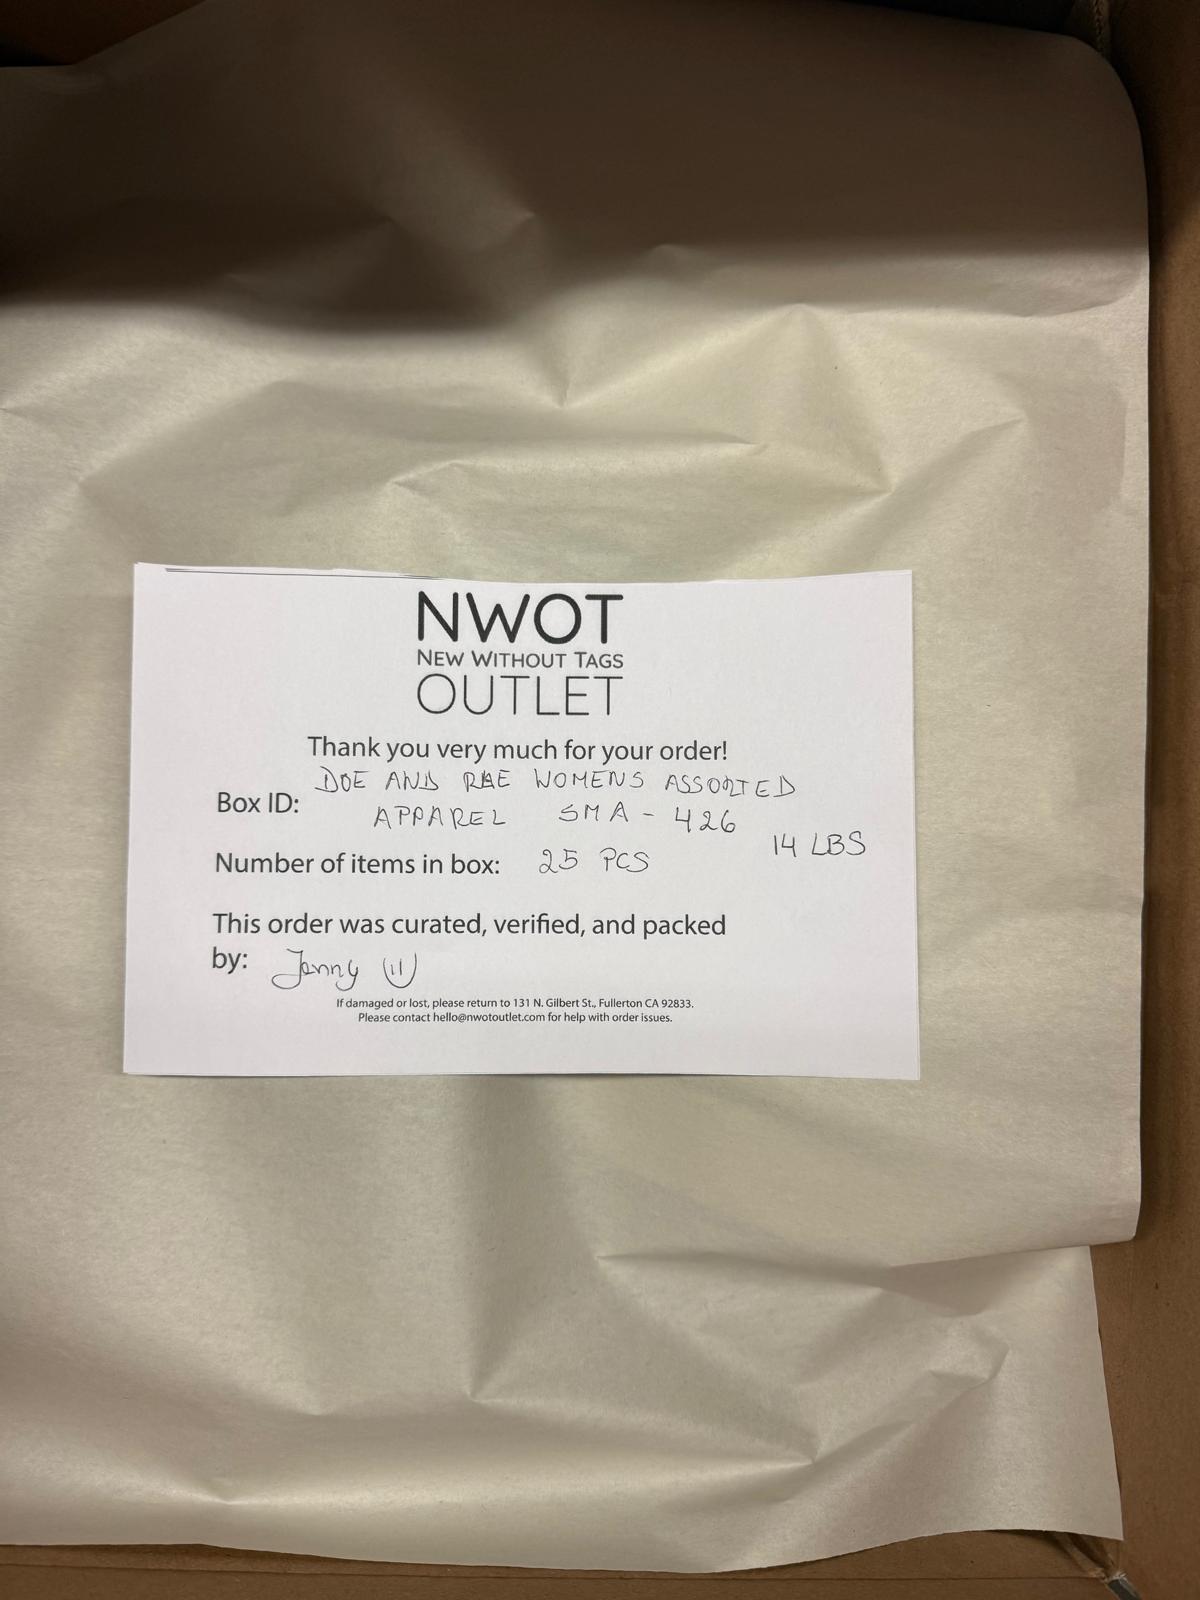 NWOT
NEW WITHOUT TAGS
OUTLET
Thank you very much for your order!
Box ID: DOE AND RAE WOMENS ASSORTED
APPAREL SMA - 426
14 LBS
Number of items in box: 25 PCS
This order was curated, verified, and packed
by: Jenny
If damaged or lost, please return to 131 N. Gilbert St., Fullerton CA 92833.
Please contact hello@nwotoutlet.com for help with order issues.